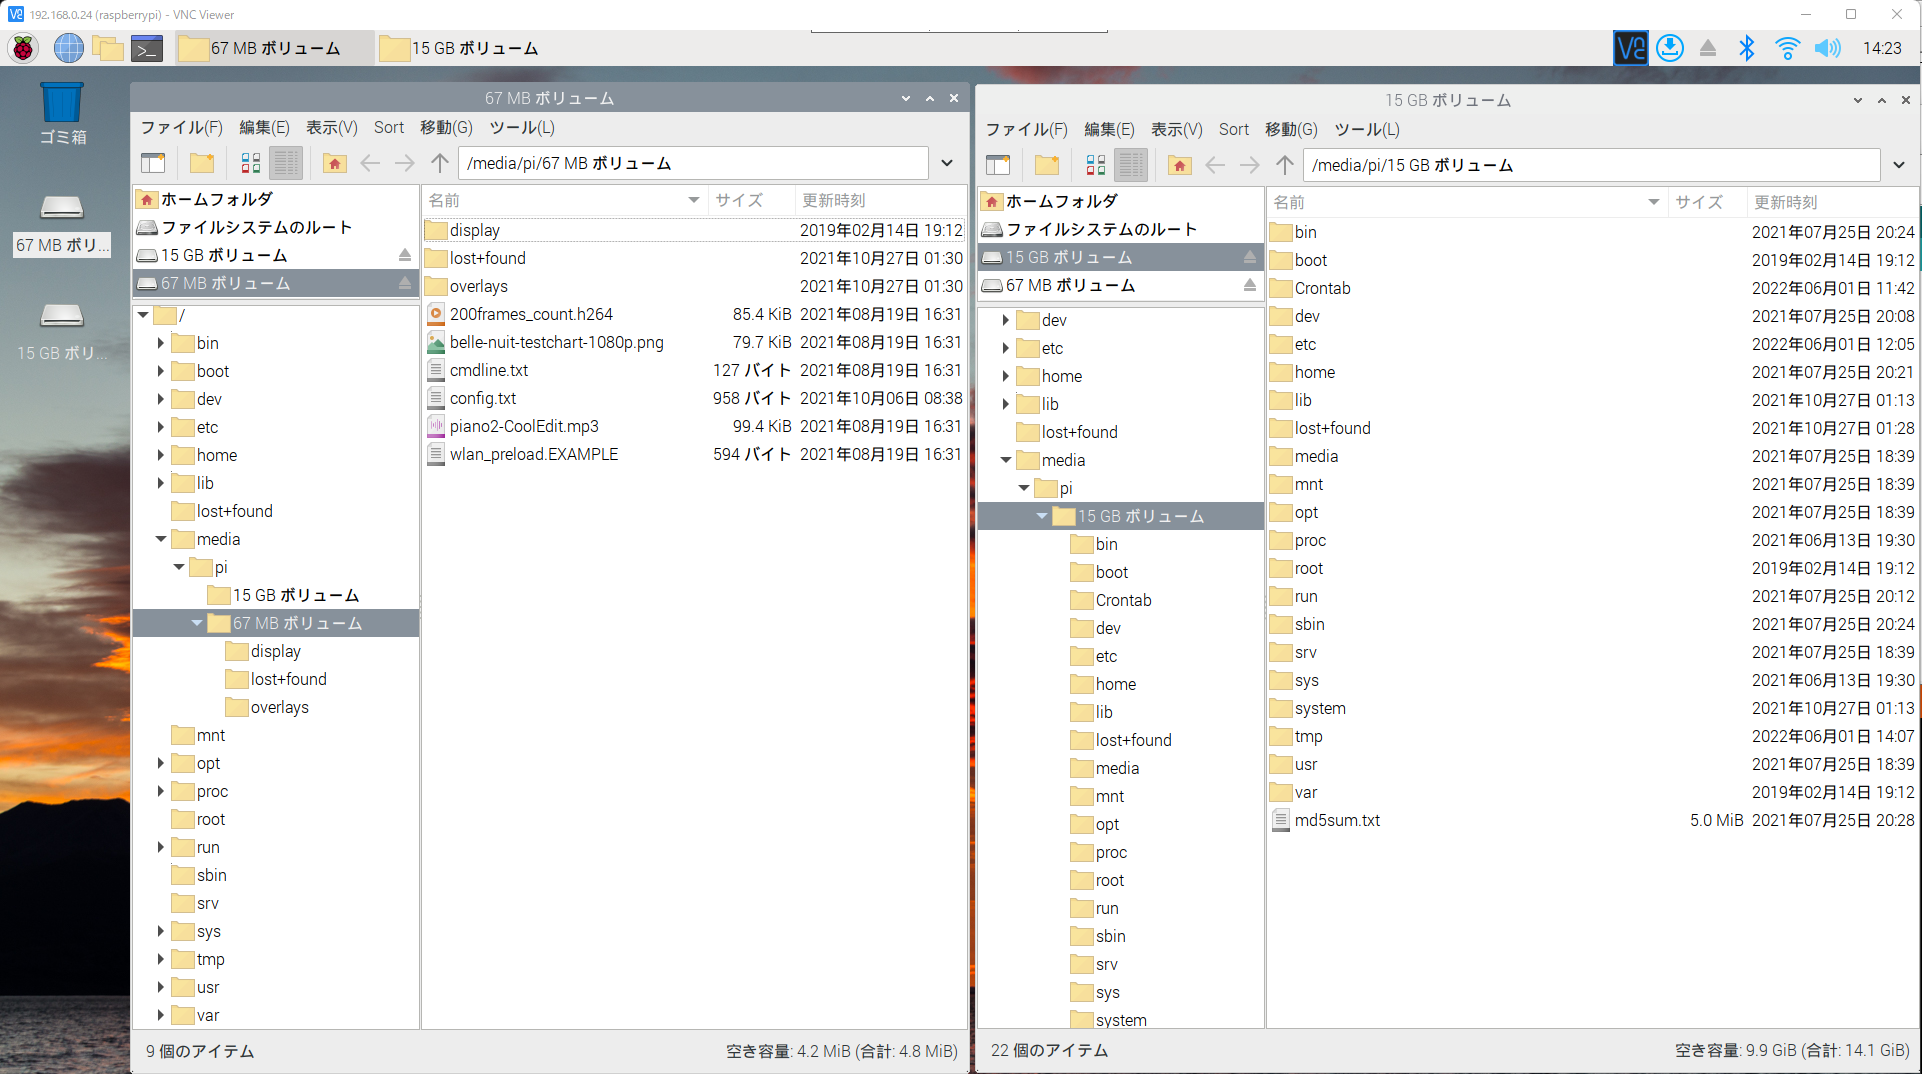 192.168.0.24 (raspberrypi) - VNC Viewer
67 MB ボリューム
15 GB ボリューム
14:23
ゴミ箱
67 MB ボリ...
15 GB ボリ...
67 MB ボリューム
ファイル(F) 編集(E) 表示(V) Sort 移動(G) ツール(L)
/media/pi/67 MB ボリューム
ホームフォルダ
ファイルシステムのルート
15 GB ボリューム
67 MB ボリューム
/
bin
boot
dev
etc
home
lib
lost+found
media
pi
15 GB ボリューム
67 MB ボリューム
display
lost+found
overlays
mnt
opt
proc
root
run
sbin
srv
sys
tmp
usr
var
名前 サイズ 更新時刻
display 2019年02月14日 19:12
lost+found 2021年10月27日 01:30
overlays 2021年10月27日 01:30
200frames_count.h264 85.4 KiB 2021年08月19日 16:31
belle-nuit-testchart-1080p.png 79.7 KiB 2021年08月19日 16:31
cmdline.txt 127 バイト 2021年08月19日 16:31
config.txt 958 バイト 2021年10月06日 08:38
piano2-CoolEdit.mp3 99.4 KiB 2021年08月19日 16:31
wlan_preload.EXAMPLE 594 バイト 2021年08月19日 16:31
9 個のアイテム 空き容量: 4.2 MiB (合計: 4.8 MiB)
15 GB ボリューム
ファイル(F) 編集(E) 表示(V) Sort 移動(G) ツール(L)
/media/pi/15 GB ボリューム
ホームフォルダ
ファイルシステムのルート
15 GB ボリューム
67 MB ボリューム
dev
etc
home
lib
lost+found
media
pi
15 GB ボリューム
bin
boot
Crontab
dev
etc
home
lib
lost+found
media
mnt
opt
proc
root
run
sbin
srv
sys
system
名前 サイズ 更新時刻
bin 2021年07月25日 20:24
boot 2019年02月14日 19:12
Crontab 2022年06月01日 11:42
dev 2021年07月25日 20:08
etc 2022年06月01日 12:05
home 2021年07月25日 20:21
lib 2021年10月27日 01:13
lost+found 2021年10月27日 01:28
media 2021年07月25日 18:39
mnt 2021年07月25日 18:39
opt 2021年07月25日 18:39
proc 2022年06月13日 19:30
root 2019年02月14日 19:12
run 2021年07月25日 20:12
sbin 2021年07月25日 20:24
srv 2021年07月25日 18:39
sys 2021年06月13日 19:30
system 2021年10月27日 01:13
tmp 2022年06月01日 14:07
usr 2021年07月25日 18:39
var 2019年02月14日 19:12
md5sum.txt 5.0 MiB 2021年07月25日 20:28
22 個のアイテム 空き容量: 9.9 GiB (合計: 14.1 GiB)